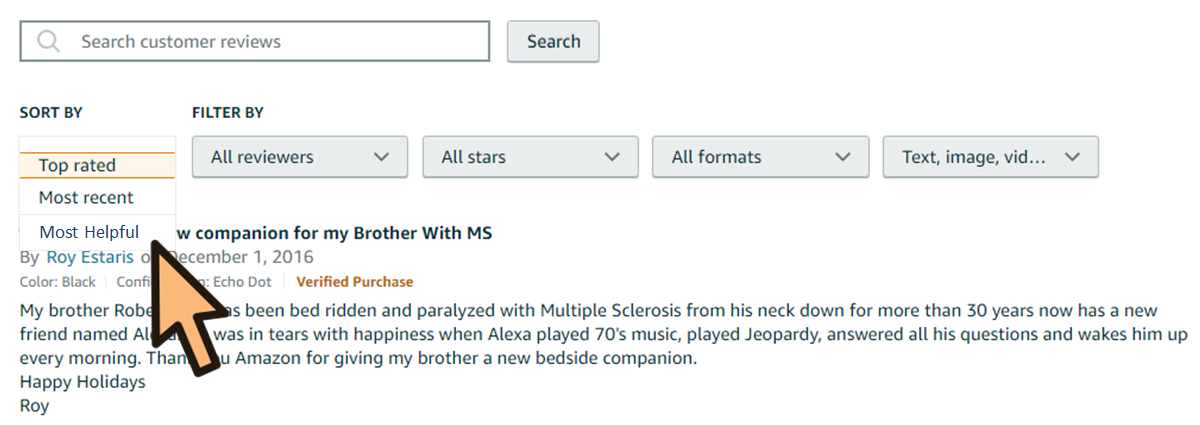 Search customer reviews Search
SORT BY FILTER BY
All reviewers All stars All formats Text, image, vid...
Top rated
Most recent
Most Helpful
companion for my Brother With MS
By Roy Estaris December 1, 2016
Color: Black Echo Dot Verified Purchase
My brother been bed ridden and paralyzed with Multiple Sclerosis from his neck down for more than 30 years now has a new
friend named was in tears with happiness when Alexa played 70's music, played Jeopardy, answered all his questions and wakes him up
every morning. Amazon for giving my brother a new bedside companion.
Happy Holidays
Roy